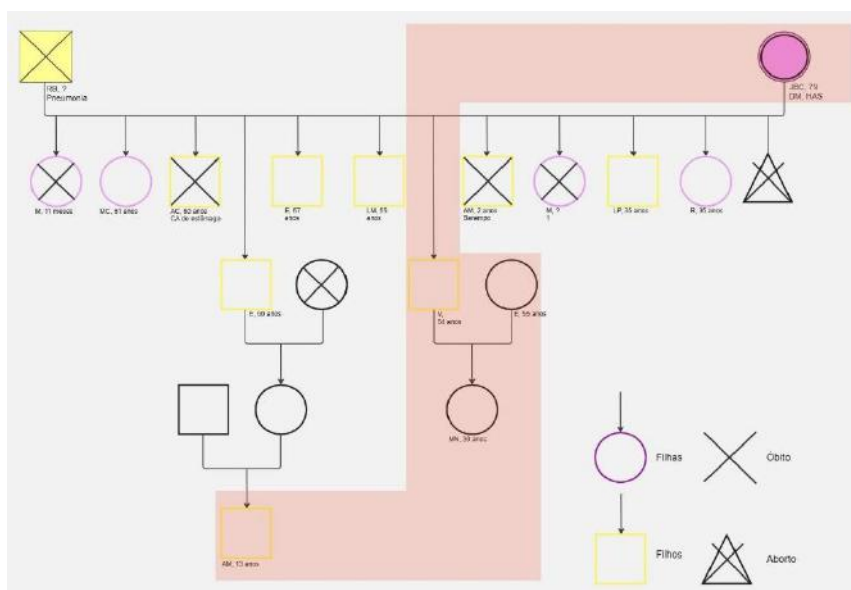 RB, ?
Pneumonia
JBC, 79
DM, HAS
M, 11 meses
MC, 61 anos
AC, 60 anos
CA de estômago
E, 57
anos
LM, 55
anos
AM, 2 anos
Sarampo
M, ?
LP, 35 anos
R, 35 anos
E, 60 anos
V,
54 anos
E, 55 anos
MN, 30 anos
AM, 13 anos
Filhas
Óbito
Filhos
Aborto